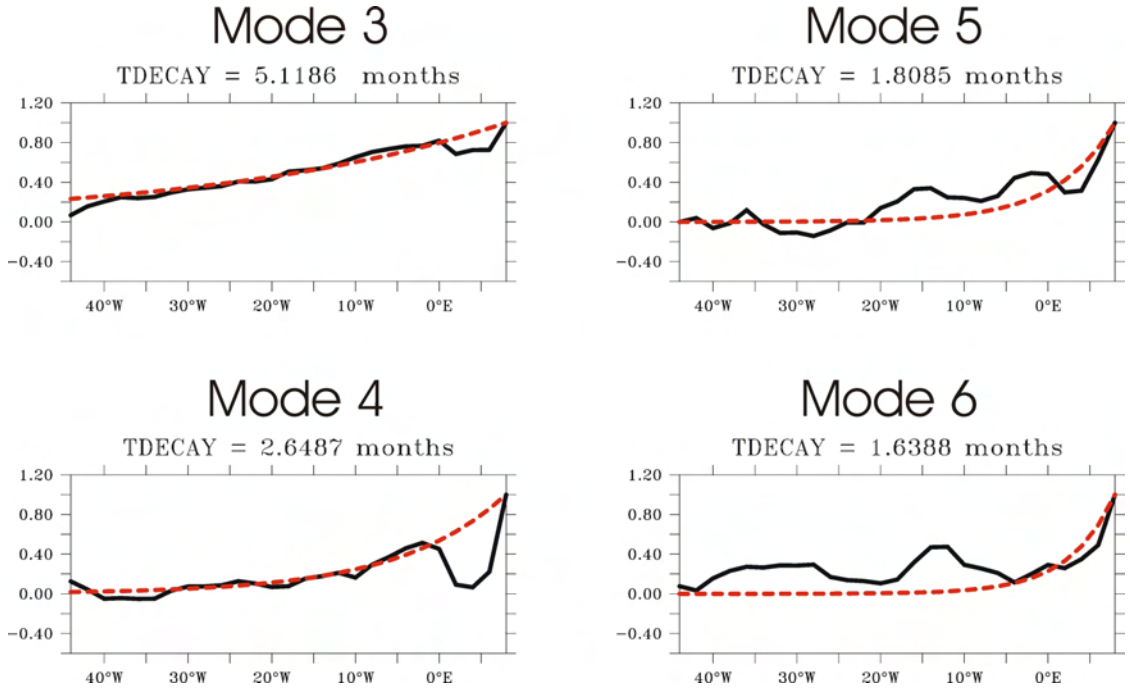 Mode 3
TDECAY = 5.1186 months
1.20
0.80
0.40
0.00
-0.40
40°W 30°W 20°W 10°W 0°E
Mode 5
TDECAY = 1.8085 months
1.20
0.80
0.40
0.00
-0.40
40°W 30°W 20°W 10°W 0°E
Mode 4
TDECAY = 2.6487 months
1.20
0.80
0.40
0.00
-0.40
40°W 30°W 20°W 10°W 0°E
Mode 6
TDECAY = 1.6388 months
1.20
0.80
0.40
0.00
-0.40
40°W 30°W 20°W 10°W 0°E